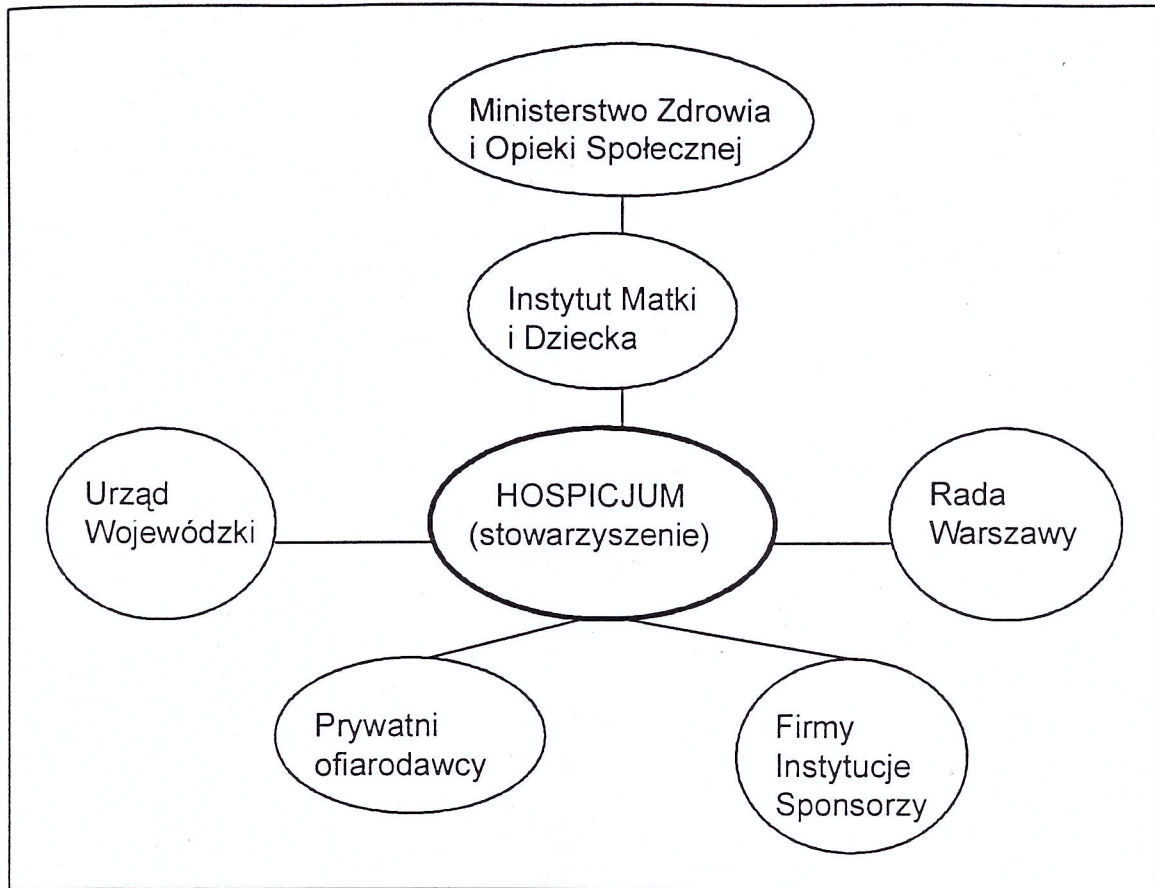 Ministerstwo Zdrowia
i Opieki Społecznej
Instytut Matki
i Dziecka
Urząd
Wojewódzki
HOSPICJUM
(stowarzyszenie)
Rada
Warszawy
Prywatni
ofiarodawcy
Firmy
Instytucje
Sponsorzy